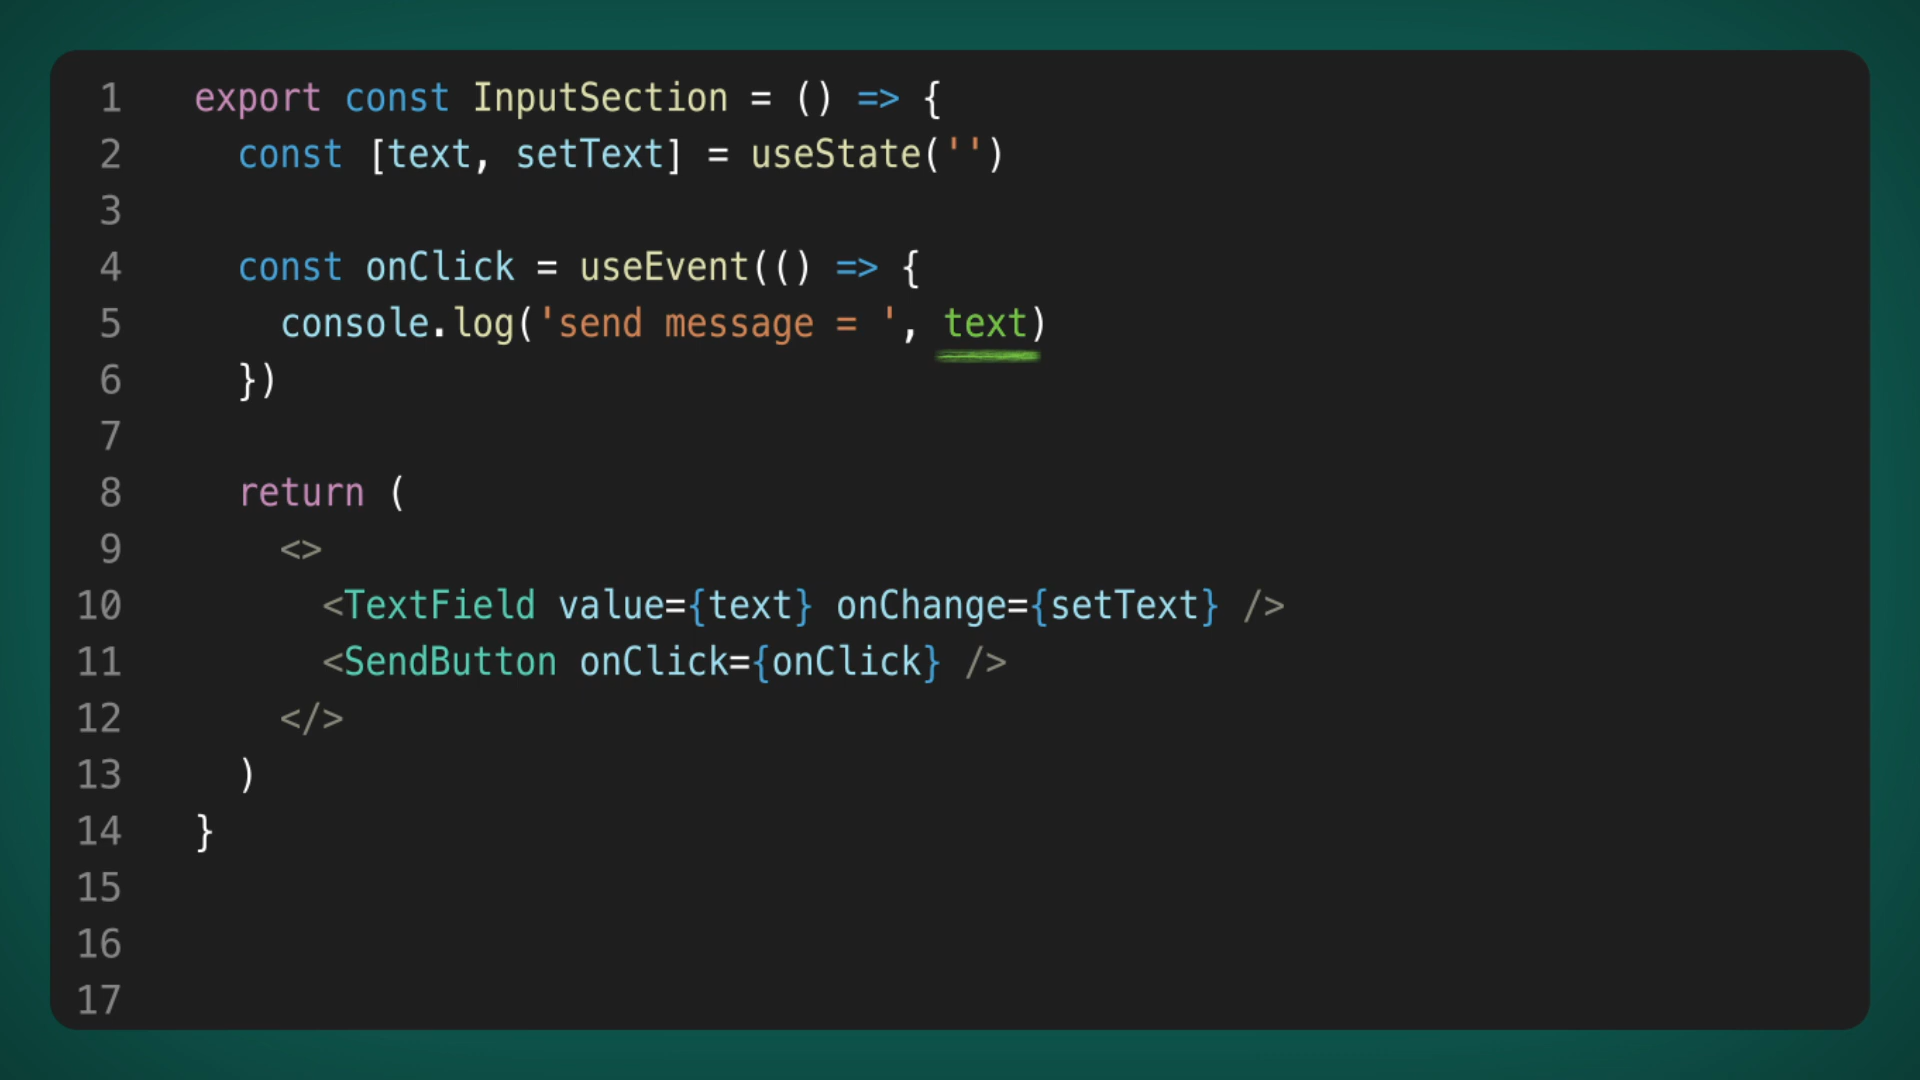 1 export const InputSection = () => {
2 const [text, setText] = useState('')
3
4 const onClick = useEvent(() => {
5 console.log('send message = ', text)
6 })
7
8 return (
9 <>
10 <TextField value={text} onChange={setText} />
11 <SendButton onClick={onClick} />
12 </>
13 )
14 }
15
16
17